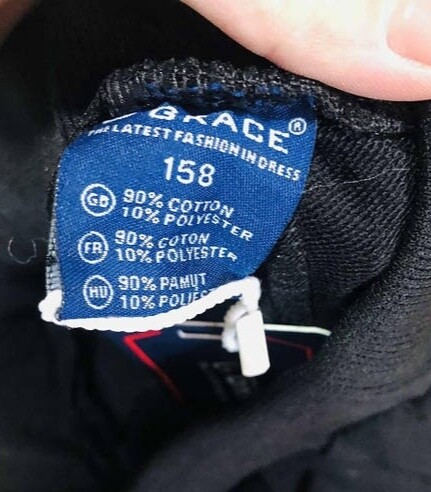 GRACE®
THE LATEST FASHION IN DRESS
158
GB 90% COTTON
10% POLYESTER
FR 90% COTON
10% POLYESTER
HU 90% PAMUT
10%